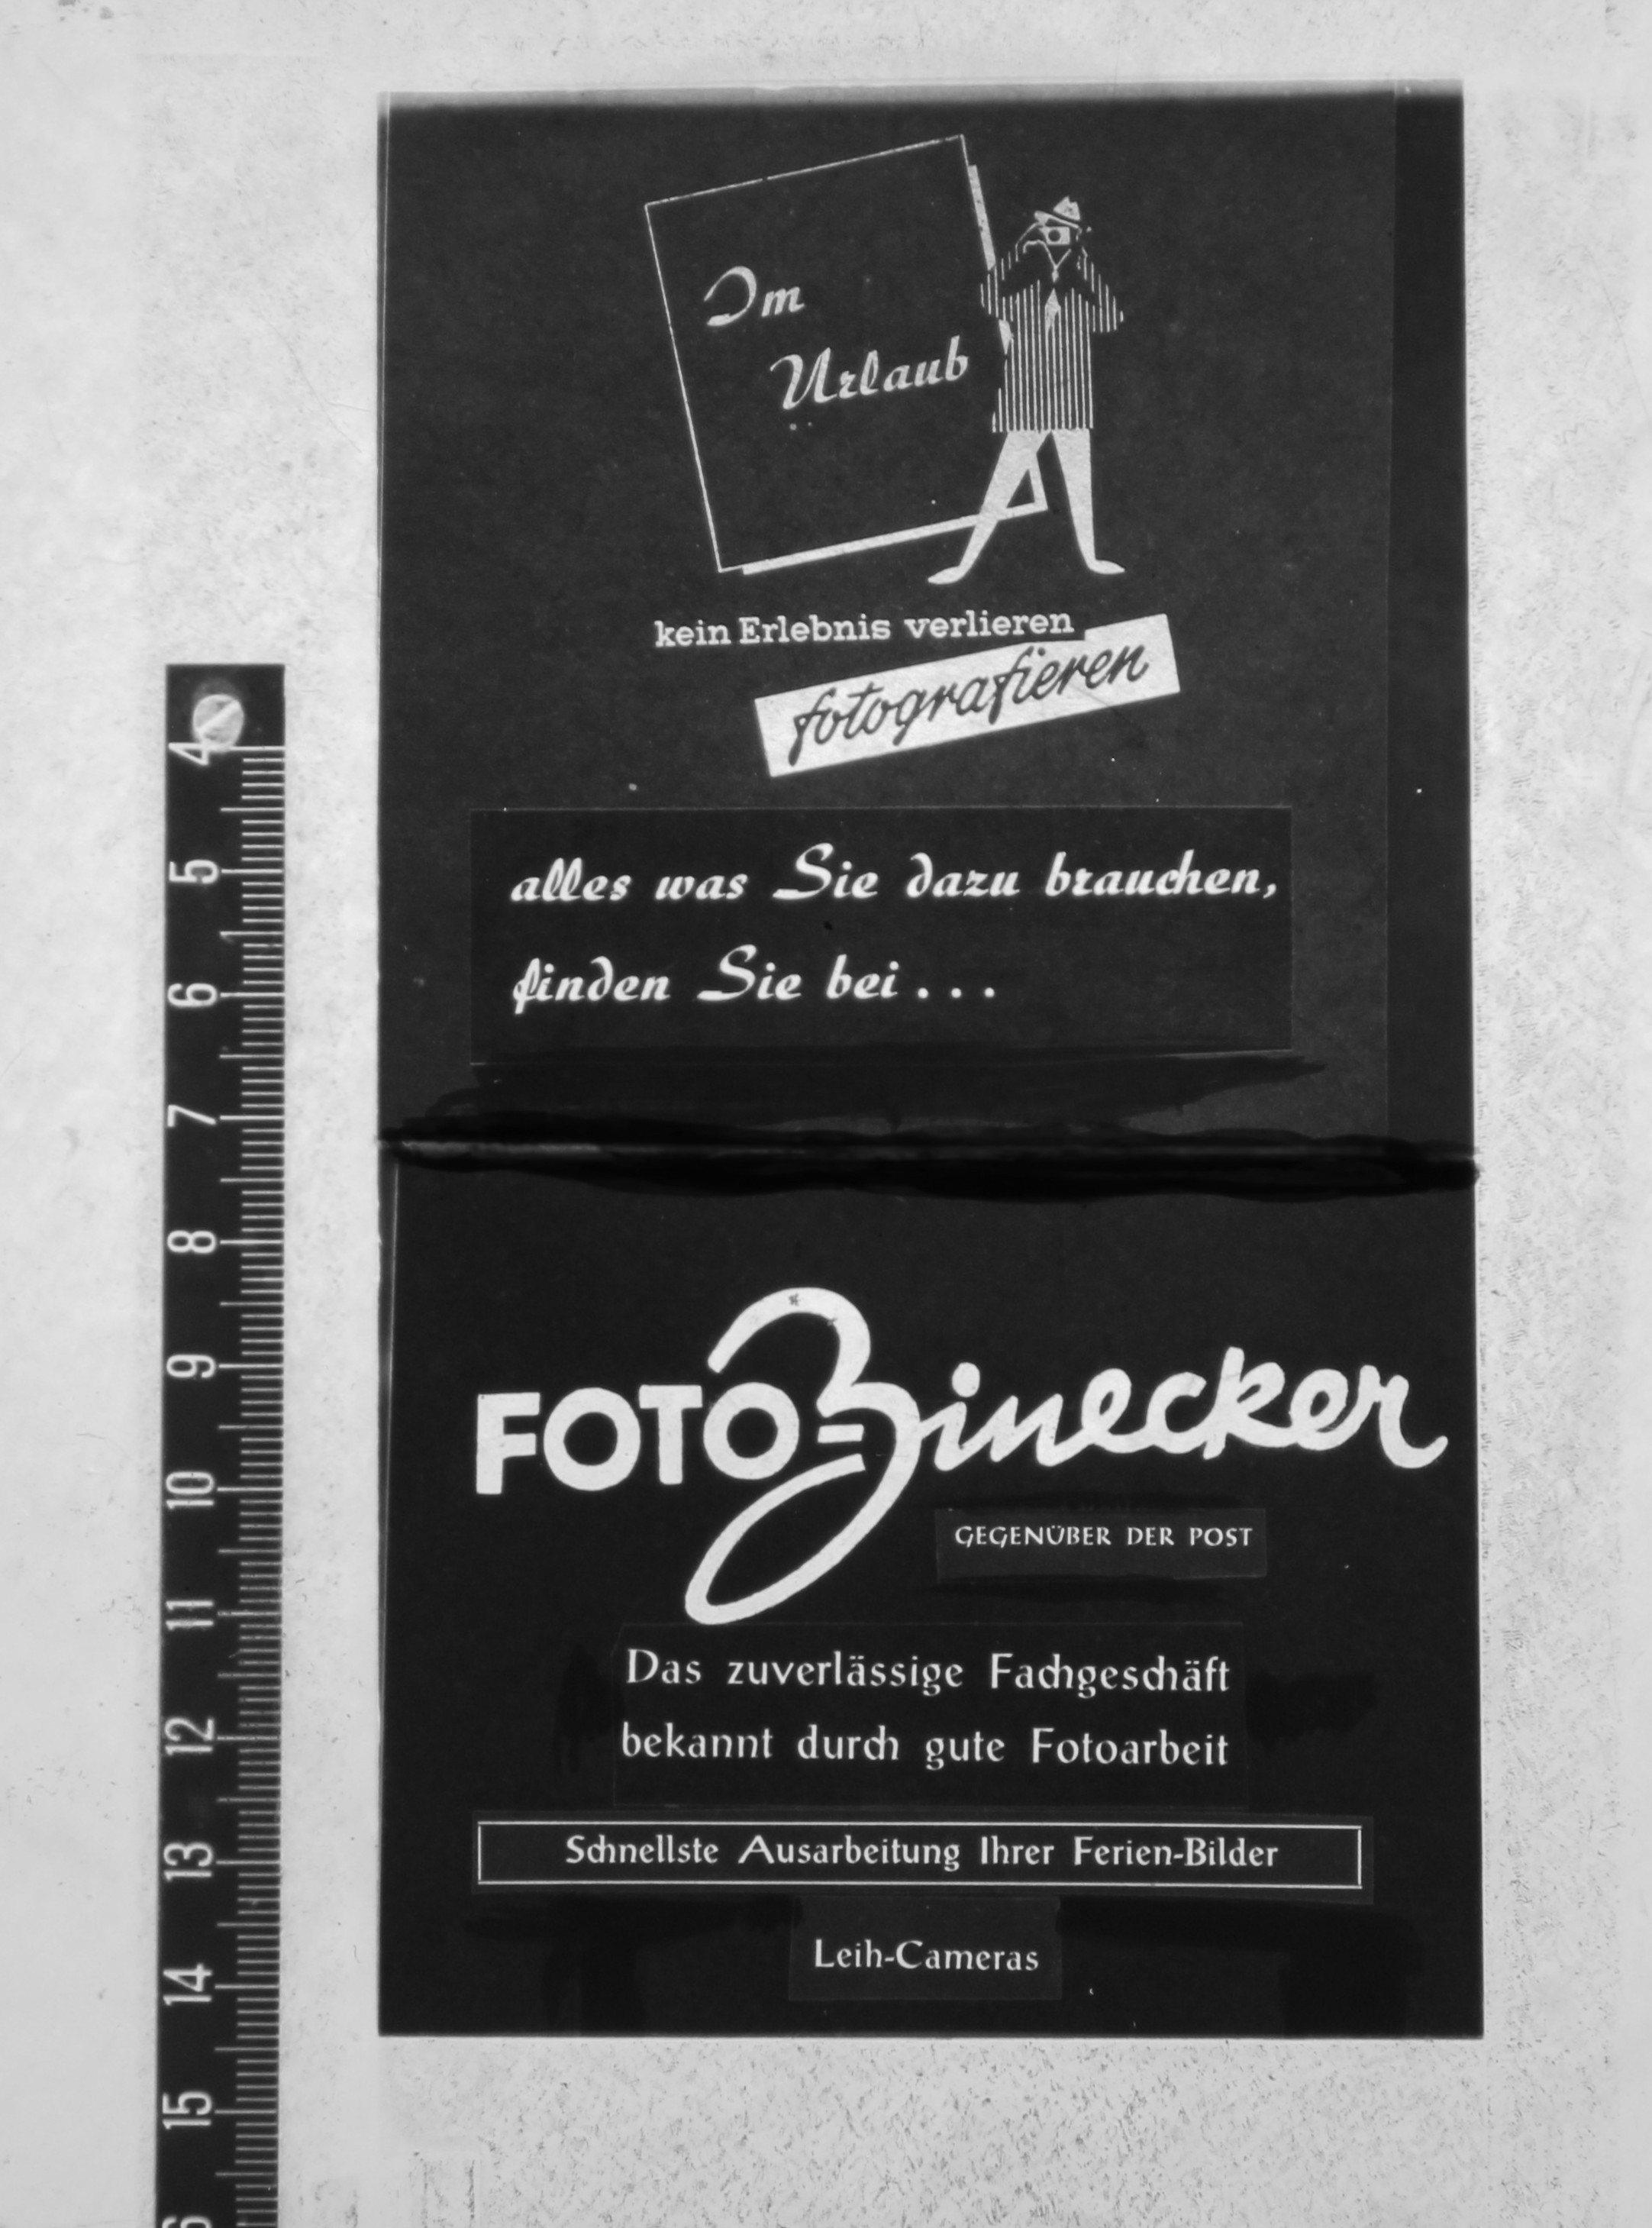 Im
Urlaub
kein Erlebnis verlieren
fotografieren
alles was Sie dazu brauchen,
finden Sie bei...
FOTO-Zinecker
GEGENÜBER DER POST
Das zuverlässige Fachgeschäft
bekannt durch gute Fotoarbeit
Schnellste Ausarbeitung Ihrer Ferien-Bilder
Leih-Cameras
4
5
6
7
8
9
10
11
12
13
14
15